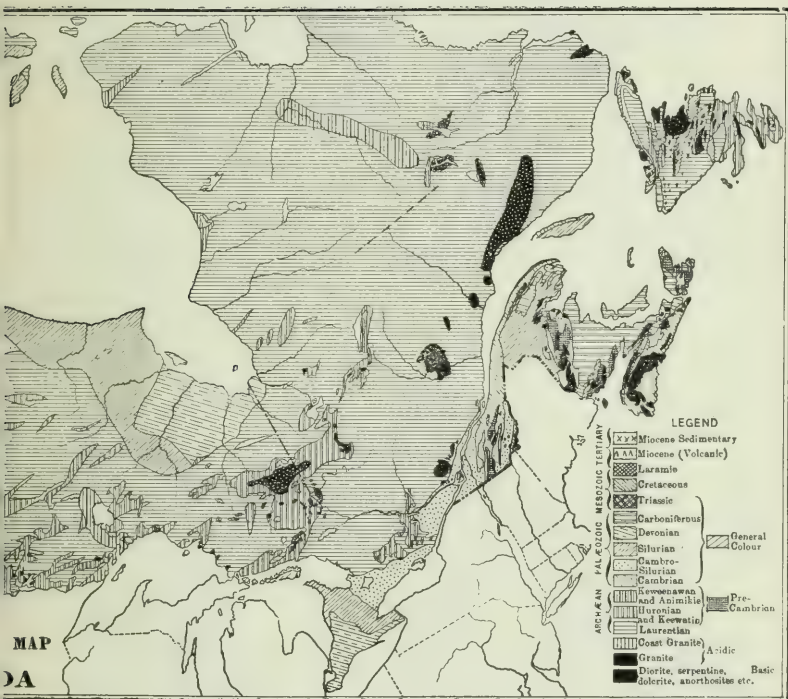 LEGEND
TERTIARY
MESOZOIC
PALÆOZOIC
ARCHÆAN
Miocene Sedimentary
Miocene (Volcanic)
Laramie
Cretaceous
Triassic
Carboniferous
Devonian
Silurian
Cambro-
Silurian
Cambrian
General
Colour
Keweenawan
and Animikie
Huronian
and Keewatin
Pre-
Cambrian
Laurentian
Coast Granite
Granite
Acidic
Diorite, serpentine, Basic
dolerite, anorthosites etc.
MAP
DA